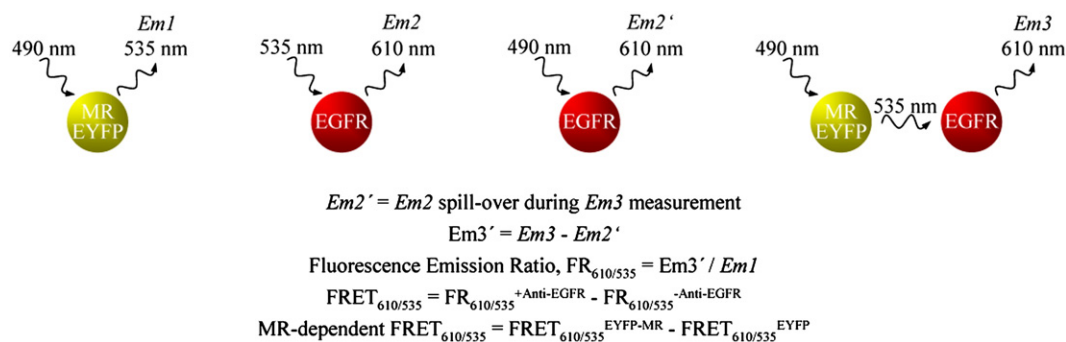 Em1 Em2 Em2‘ Em3
490 nm 535 nm 535 nm 610 nm 490 nm 610 nm 490 nm 610 nm
MR EYFP EGFR EGFR MR EYFP 535 nm EGFR
Em2´ = Em2 spill-over during Em3 measurement
Em3´ = Em3 - Em2‘
Fluorescence Emission Ratio, FR610/535 = Em3´ / Em1
FRET610/535 = FR610/535+Anti-EGFR - FR610/535-Anti-EGFR
MR-dependent FRET610/535 = FRET610/535EYFP-MR - FRET610/535EYFP